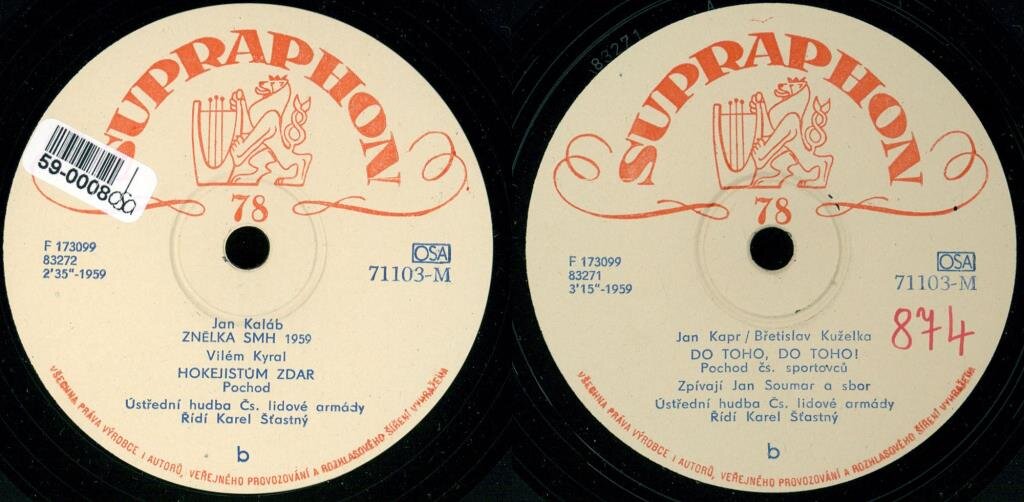 SUPRAPHON
59-0008
OSA
78
F 173099
83272
2'35"-1959
OSA
71103-M
Jan Kaláb
ZNĚLKA SMH 1959
Vilém Kyral
HOKEJISTŮM ZDAR
Pochod
Ústřední hudba Čs. lidové armády
Řídí Karel Šťastný
b
VŠECHNA PRÁVA VÝROBCE I AUTORŮ, VEŘEJNÉHO PROVOZOVÁNÍ A ROZHLASOVÉHO ŠÍŘENÍ VYHRAŽENA
83271
SUPRAPHON
78
F 173099
83271
3'15"-1959
OSA
71103-M
874
Jan Kapr/Břetislav Kuželka
DO TOHO, DO TOHO!
Pochod čs. sportovců
Zpívají Jan Soumar a sbor
Ústřední hudba Čs. lidové armády
Řídí Karel Šťastný
b
VŠECHNA PRÁVA VÝROBCE I AUTORŮ, VEŘEJNÉHO PROVOZOVÁNÍ A ROZHLASOVÉHO ŠÍŘENÍ VYHRAŽENA